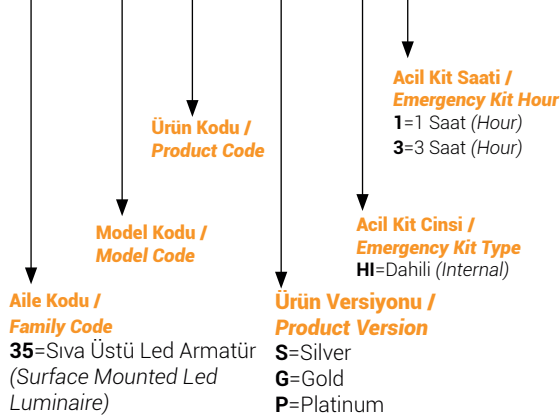 Acil Kit Saati /
Emergency Kit Hour
1=1 Saat (Hour)
3=3 Saat (Hour)
Ürün Kodu /
Product Code
Acil Kit Cinsi /
Emergency Kit Type
HI=Dahili (Internal)
Model Kodu /
Model Code
Aile Kodu /
Family Code
35=Sıva Üstü Led Armatür
(Surface Mounted Led
Luminaire)
Ürün Versiyonu /
Product Version
S=Silver
G=Gold
P=Platinum